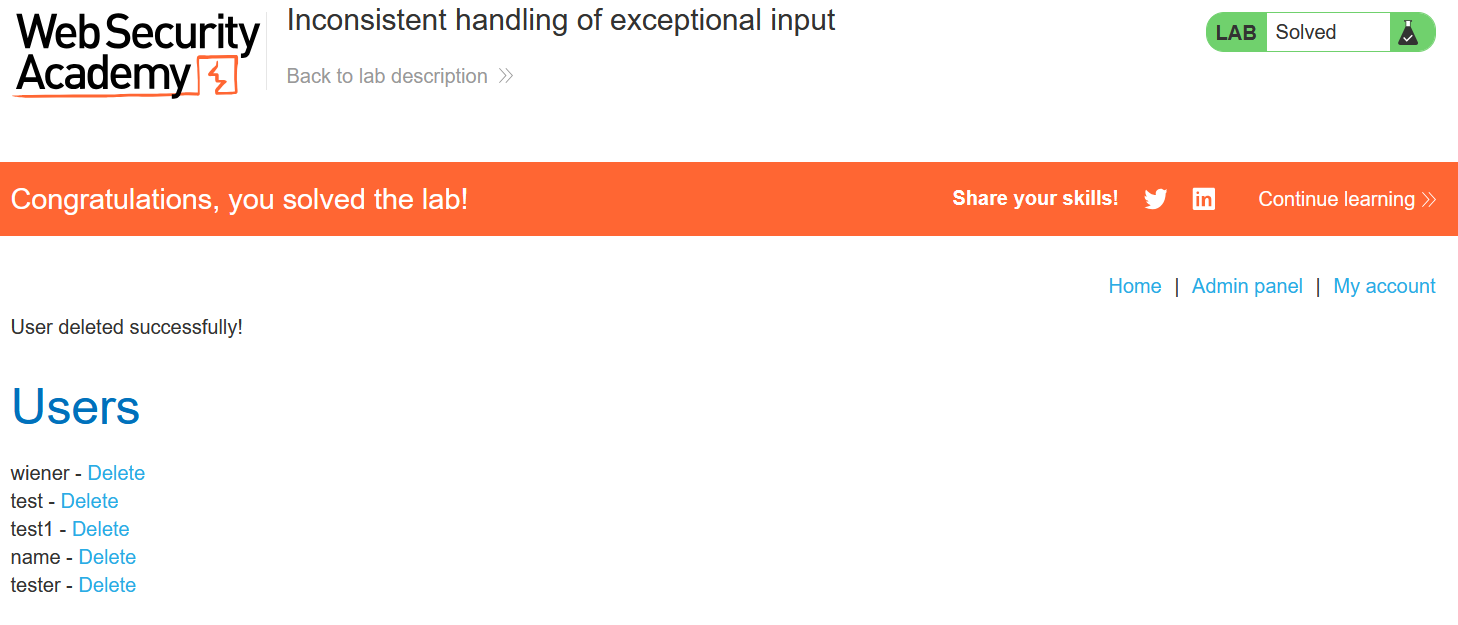 Web Security
Academy
Inconsistent handling of exceptional input
Back to lab description
LAB Solved
Congratulations, you solved the lab!
Share your skills!
in
Continue learning
Home | Admin panel | My account
User deleted successfully!
Users
wiener - Delete
test - Delete
test1 - Delete
name - Delete
tester - Delete